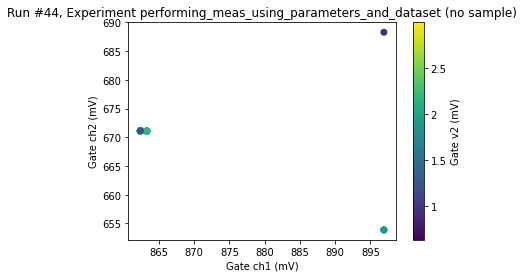 Run #44, Experiment performing_meas_using_parameters_and_dataset (no sample)
690
685
680
675
670
665
660
655
Gate ch2 (mV)
865 870 875 880 885 890 895
Gate ch1 (mV)
2.5
2
1.5
1
Gate v2 (mV)